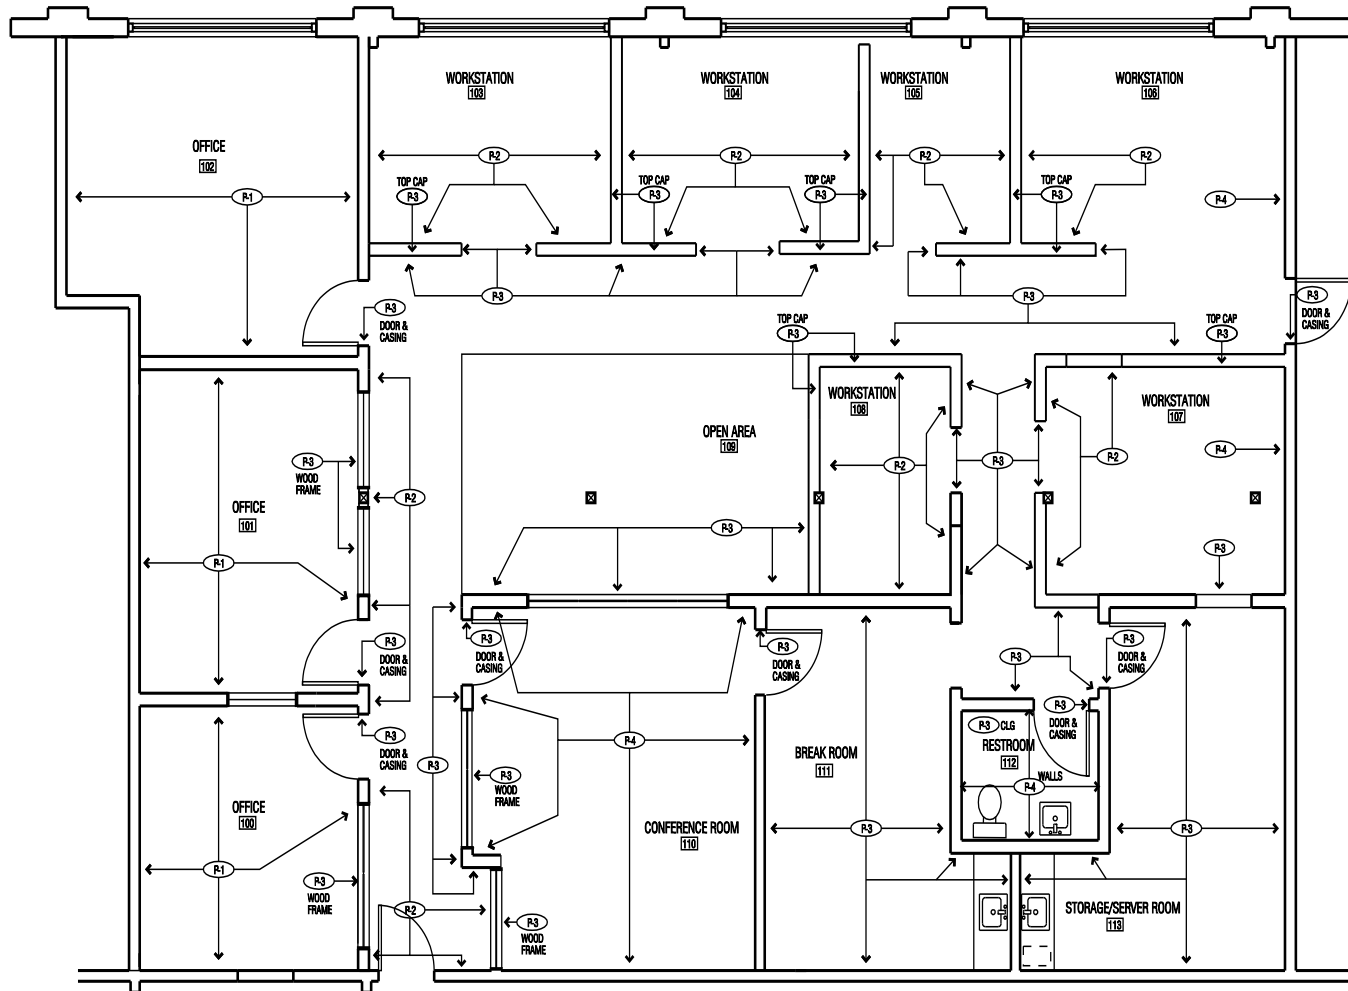 WORKSTATION
103
WORKSTATION
104
WORKSTATION
105
WORKSTATION
106
OFFICE
102
P-2
P-2
P-2
P-2
P-1
TOP CAP
P-3
TOP CAP
P-3
TOP CAP
P-3
TOP CAP
P-3
P-4
P-3
P-3
P-3
DOOR &
CASING
P-3
DOOR &
CASING
TOP CAP
P-3
TOP CAP
P-3
WORKSTATION
108
WORKSTATION
107
OPEN AREA
109
P-3
WOOD
FRAME
P-2
P-2
P-3
P-2
P-4
OFFICE
101
P-3
P-3
P-1
P-3
DOOR &
CASING
P-3
DOOR &
CASING
P-3
DOOR &
CASING
P-3
P-3
DOOR &
CASING
P-3
DOOR &
CASING
P-3
DOOR &
CASING
P-3 CLG
RESTROOM
112
WALLS
P-4
P-4
P-3
P-3
WOOD
FRAME
BREAK ROOM
111
OFFICE
100
CONFERENCE ROOM
110
P-3
P-3
P-1
P-3
WOOD
FRAME
P-2
P-3
WOOD
FRAME
STORAGE/SERVER ROOM
113